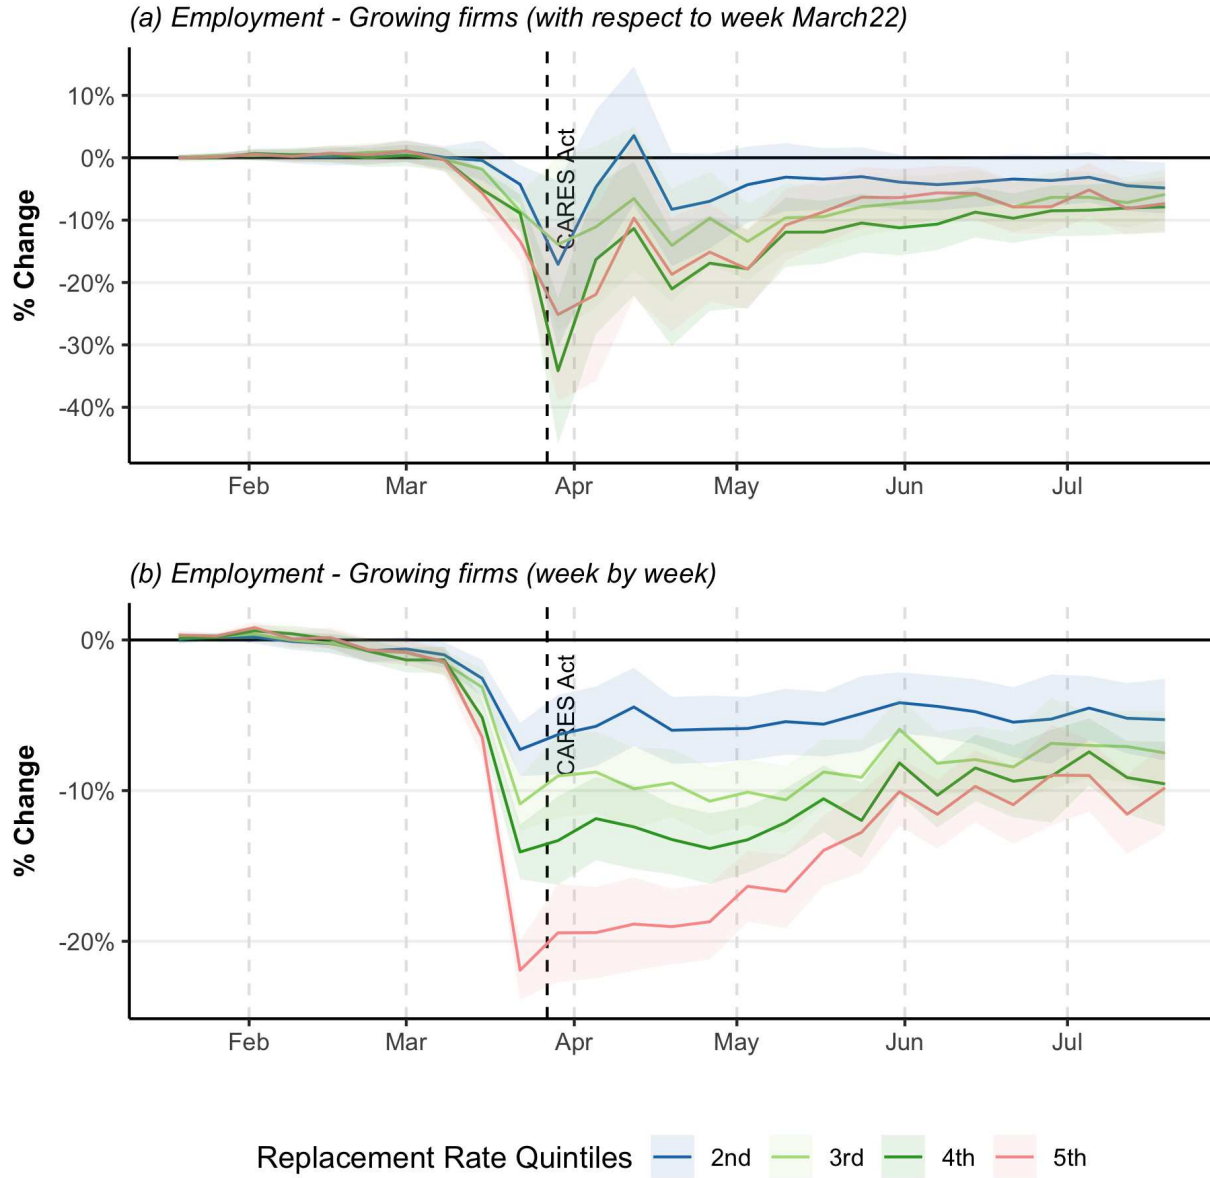 (a) Employment - Growing firms (with respect to week March22)
10%
0%
-10%
-20%
-30%
-40%
% Change
CARES Act
Feb Mar Apr May Jun Jul
(b) Employment - Growing firms (week by week)
0%
-10%
-20%
% Change
CARES Act
Feb Mar Apr May Jun Jul
Replacement Rate Quintiles 2nd 3rd 4th 5th